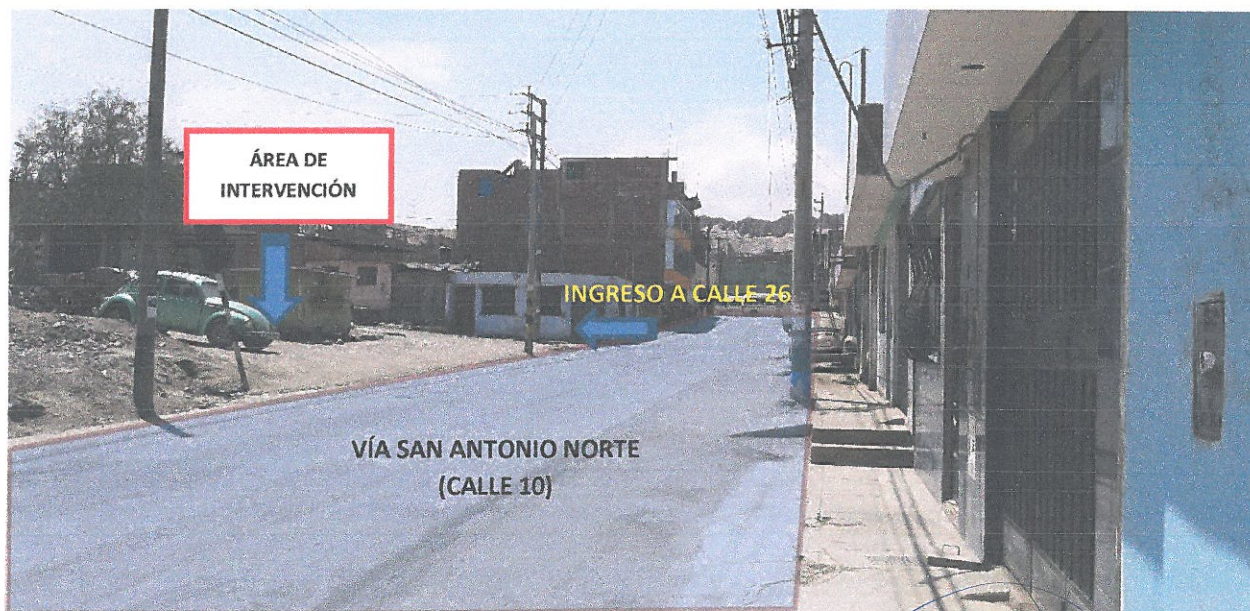 ÁREA DE
INTERVENCIÓN
INGRESO A CALLE 26
VÍA SAN ANTONIO NORTE
(CALLE 10)